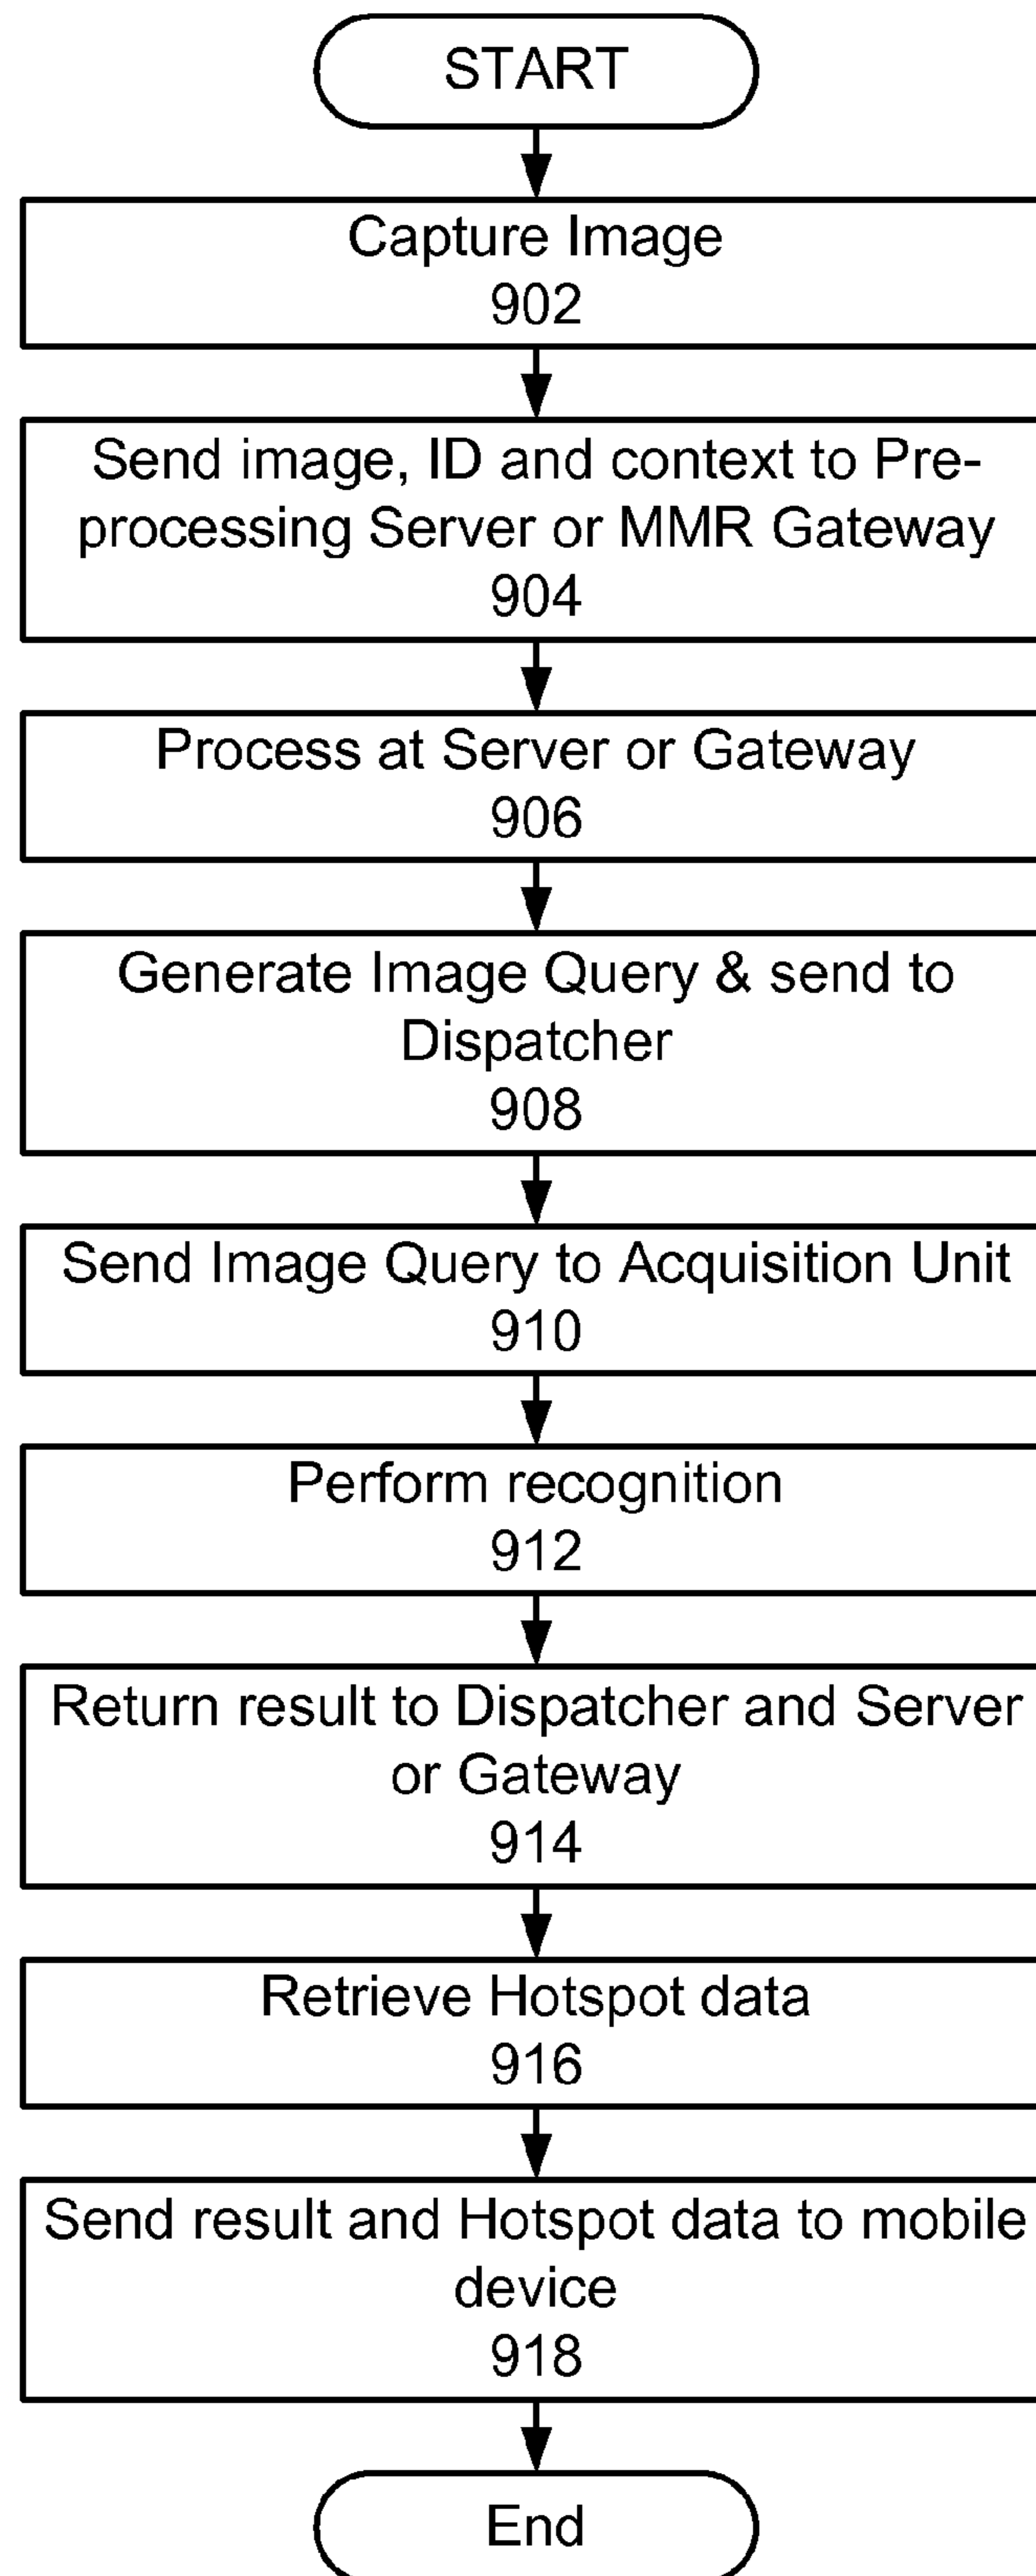 START
Capture Image
902
Send image, ID and context to Pre-
processing Server or MMR Gateway
904
Process at Server or Gateway
906
Generate Image Query & send to
Dispatcher
908
Send Image Query to Acquisition Unit
910
Perform recognition
912
Return result to Dispatcher and Server
or Gateway
914
Retrieve Hotspot data
916
Send result and Hotspot data to mobile
device
918
End